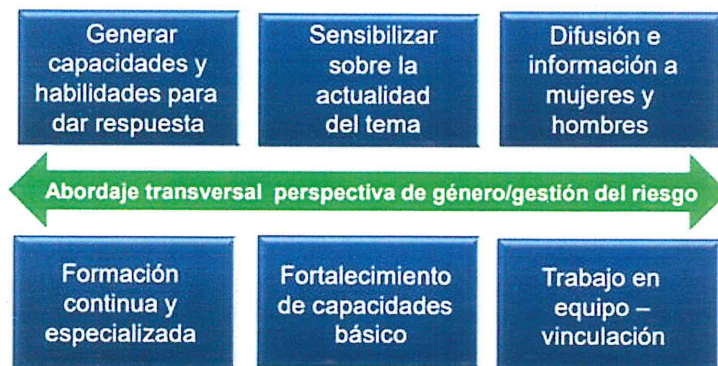 Generar
capacidades y
habilidades para
dar respuesta
Sensibilizar
sobre la
actualidad
del tema
Difusión e
información a
mujeres y
hombres
Abordaje transversal perspectiva de género/gestión del riesgo
Formación
continua y
especializada
Fortalecimiento
de capacidades
básico
Trabajo en
equipo –
vinculación